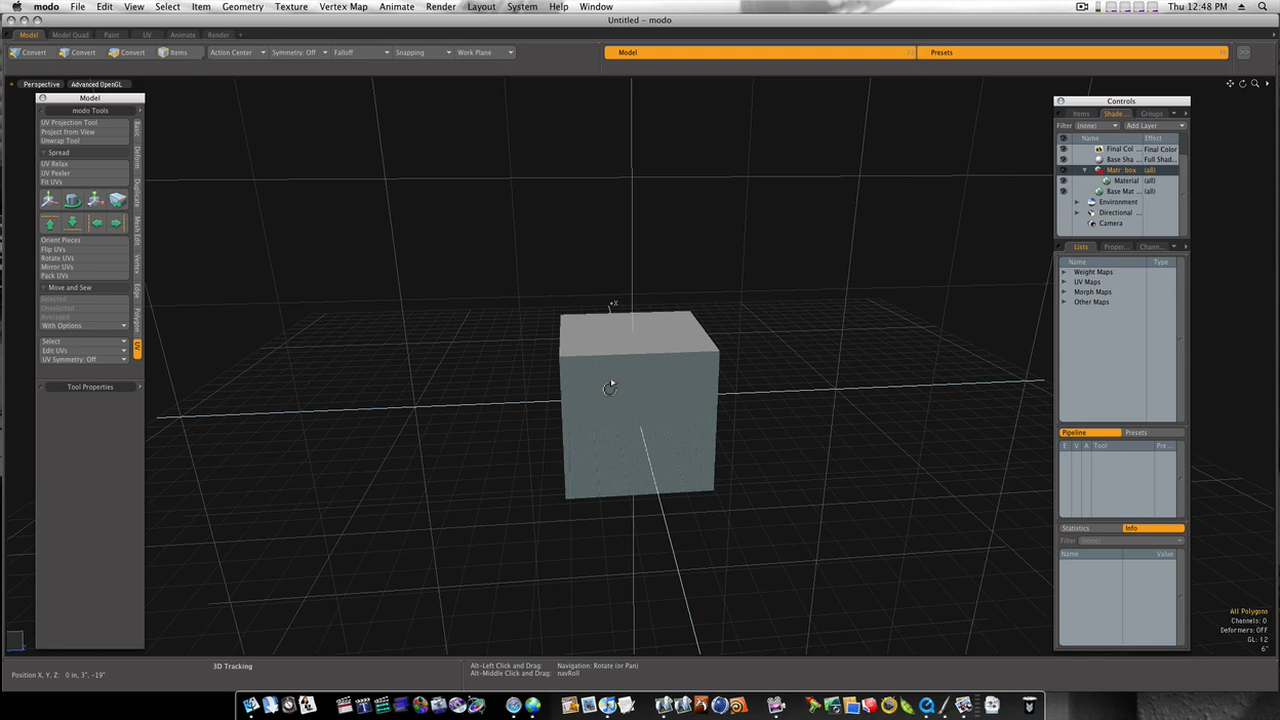 modo File Edit View Select Item Geometry Texture Vertex Map Animate Render Layout System Help Window Thu 12:48 PM
Untitled - modo
Model Model Quad Paint UV Animate Render +
Convert Convert Convert Items Action Center Symmetry: Off Falloff Snapping Work Plane Model Presets >>
Perspective Advanced OpenGL
Model
modo Tools
UV Projection Tool
Project from View
Unwrap Tool
Spread
UV Relax
UV Peeler
Fit UVs
Orient Pieces
Flip UVs
Rotate UVs
Mirror UVs
Pack UVs
Move and Sew
Selected
Unselected
Averaged
With Options
Select
Edit UVs
UV Symmetry: Off
Tool Properties
Basic
Deform
Duplicate
Mesh Edit
Vertex
Edge
Polygon
UV
+X
Controls
Items Shade... Groups
Filter (none) Add Layer
Name Effect
Final Col ... Final Color
Base Sha ... Full Shad...
Matr: box (all)
Material (all)
Base Mat ... (all)
Environment
Directional ...
Camera
Lists Proper... Chann...
Name Type
Weight Maps
UV Maps
Morph Maps
Other Maps
Pipeline Presets
E V A Tool Pre ...
Statistics Info
Filter (none)
Name Value
All Polygons
Channels: 0
Deformers: OFF
GL: 12
6"
Position X, Y, Z: 0 in, 3", -19"
3D Tracking
Alt-Left Click and Drag: Navigation: Rotate (or Pan)
Alt-Middle Click and Drag: navRoll